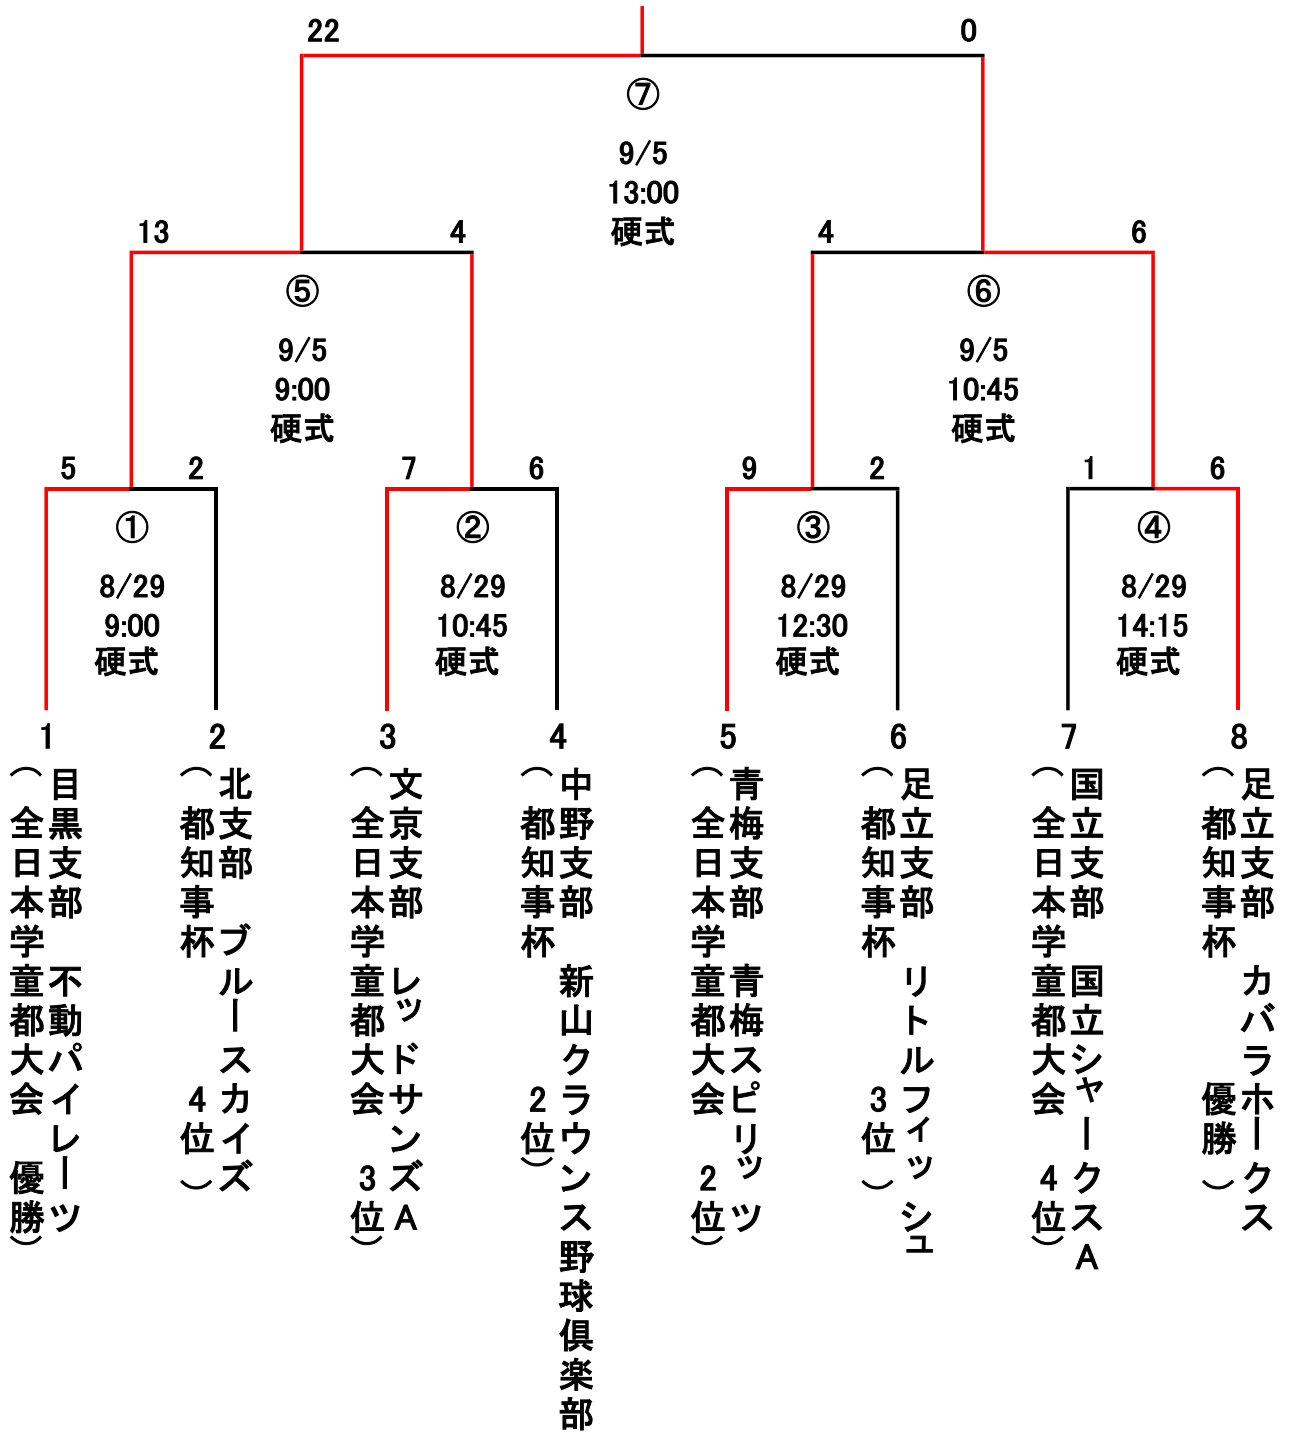 22
0
⑦
9/5
13:00
硬式
13
4
4
6
⑤
⑥
9/5
9:00
硬式
9/5
10:45
硬式
5
2
7
6
9
2
1
6
①
②
③
④
8/29
9:00
硬式
8/29
10:45
硬式
8/29
12:30
硬式
8/29
14:15
硬式
1
目黒支部 不動パイレーツ
(全日本学童都大会 優勝)
2
北支部 ブルースカイズ
(都知事杯 4位)
3
文京支部 レッドサンズA
(全日本学童都大会 3位)
4
中野支部 新山クラウンス野球倶楽部
(都知事杯 2位)
5
青梅支部 青梅スピリッツ
(全日本学童都大会 2位)
6
足立支部 リトルフィッシュ
(都知事杯 3位)
7
国立支部 国立シャークスA
(全日本学童都大会 4位)
8
足立支部 カバラホークス
(都知事杯 優勝)